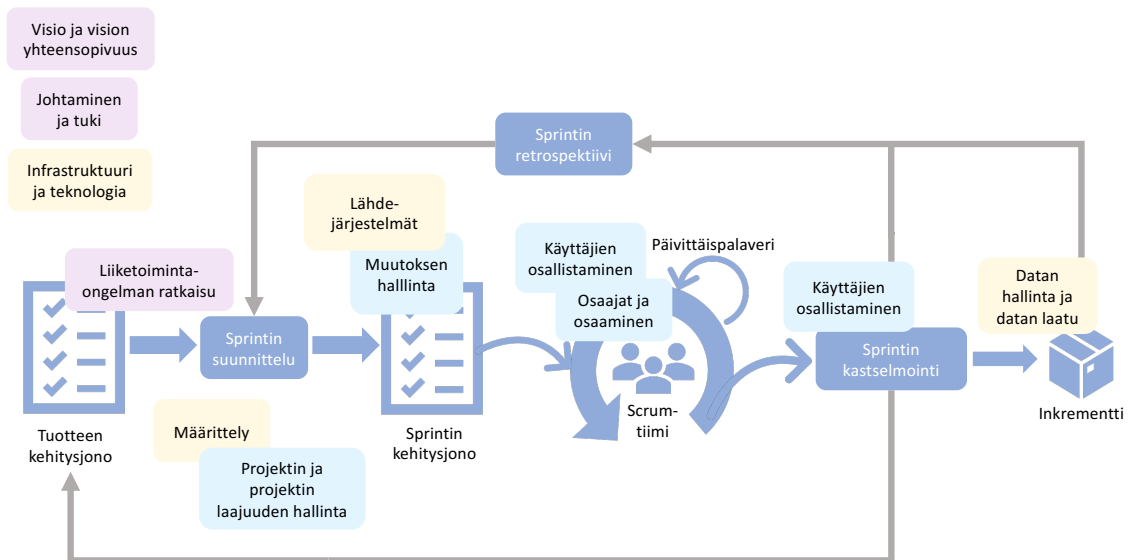 Visio ja vision
yhteensopivuus
Johtaminen
ja tuki
Infrastruktuuri
ja teknologia
Sprintin
retrospektiivi
Lähde-
järjestelmät
Muutoksen
halllinta
Käyttäjien
osallistaminen
Osaajat ja
osaaminen
Päivittäispalaveri
Käyttäjien
osallistaminen
Datan
hallinta ja
datan laatu
Liiketoiminta-
ongelman ratkaisu
Sprintin
suunnittelu
Sprintin
kastselmointi
Scrum-
tiimi
Inkrementti
Tuotteen
kehitysjono
Määrittely
Projektin ja
projektin
laajuuden hallinta
Sprintin
kehitysjono